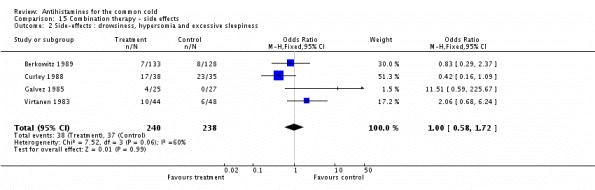 Review: Antihistamines for the common cold
Comparison: 15 Combination therapy - side effects
Outcome: 2 Side-effects : drowsiness, hypersomia and excessive sleepiness
Study or subgroup Treatment Control Odds Ratio Weight Odds Ratio
n/N n/N M-H,Fixed,95% CI M-H,Fixed,95% CI
Berkowitz 1989 7/133 8/128 30.0 % 0.83 [0.29, 2.37]
Curley 1988 17/38 23/35 51.3 % 0.42 [0.16, 1.09]
Galvez 1985 4/25 0/27 1.5 % 11.51 [0.59, 225.67]
Virtanen 1983 10/44 6/48 17.2 % 2.06 [0.68, 6.24]
Total (95% CI) 240 238 100.0 % 1.00 [0.58, 1.72]
Total events: 38 (Treatment), 37 (Control)
Heterogeneity: Chi² = 7.52, df = 3 (P = 0.06); I² =60%
Test for overall effect: Z = 0.01 (P = 0.99)
0.02 0.1 1 10 50
Favours treatment Favours control